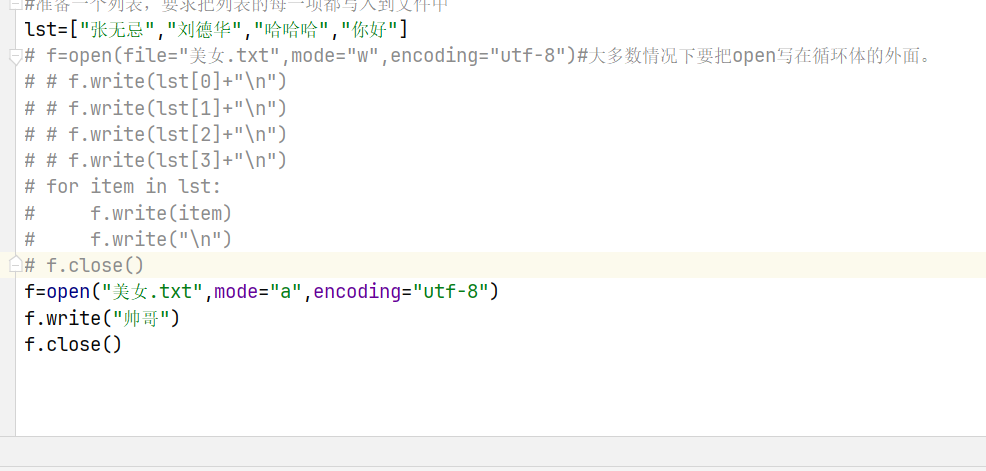 #准备一个列表，要求把列表的每一项都写入到文件中
lst=["张无忌","刘德华","哈哈哈","你好"]
# f=open(file="美女.txt",mode="w",encoding="utf-8")#大多数情况下要把open写在循环体的外面。
# # f.write(lst[0]+"\n")
# # f.write(lst[1]+"\n")
# # f.write(lst[2]+"\n")
# # f.write(lst[3]+"\n")
# for item in lst:
#     f.write(item)
#     f.write("\n")
# f.close()
f=open("美女.txt",mode="a",encoding="utf-8")
f.write("帅哥")
f.close()